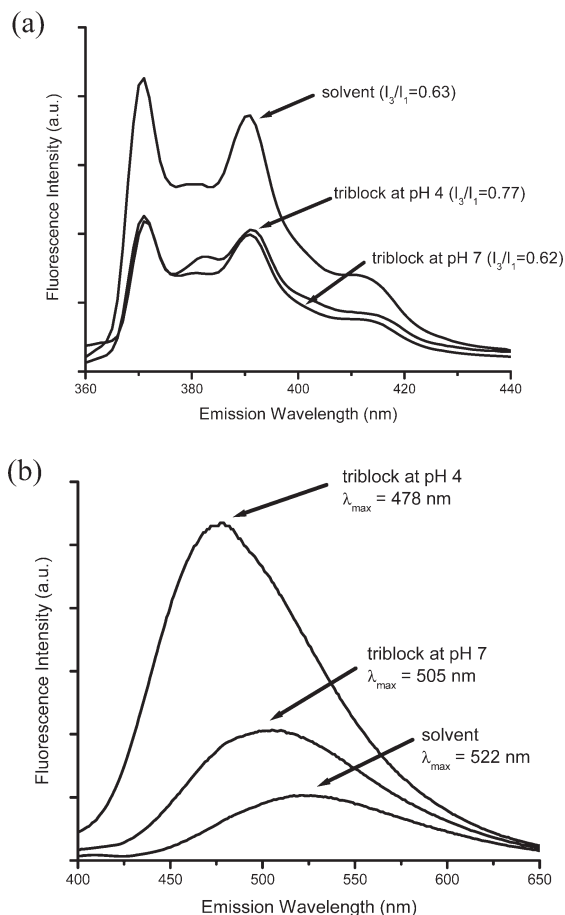 (a)
solvent (I₃/I₁=0.63)
triblock at pH 4 (I₃/I₁=0.77)
triblock at pH 7 (I₃/I₁=0.62)
Fluorescence Intensity (a.u.)
360 380 400 420 440
Emission Wavelength (nm)
(b)
triblock at pH 4
λmax = 478 nm
triblock at pH 7
λmax = 505 nm
solvent
λmax = 522 nm
Fluorescence Intensity (a.u.)
400 450 500 550 600 650
Emission Wavelength (nm)